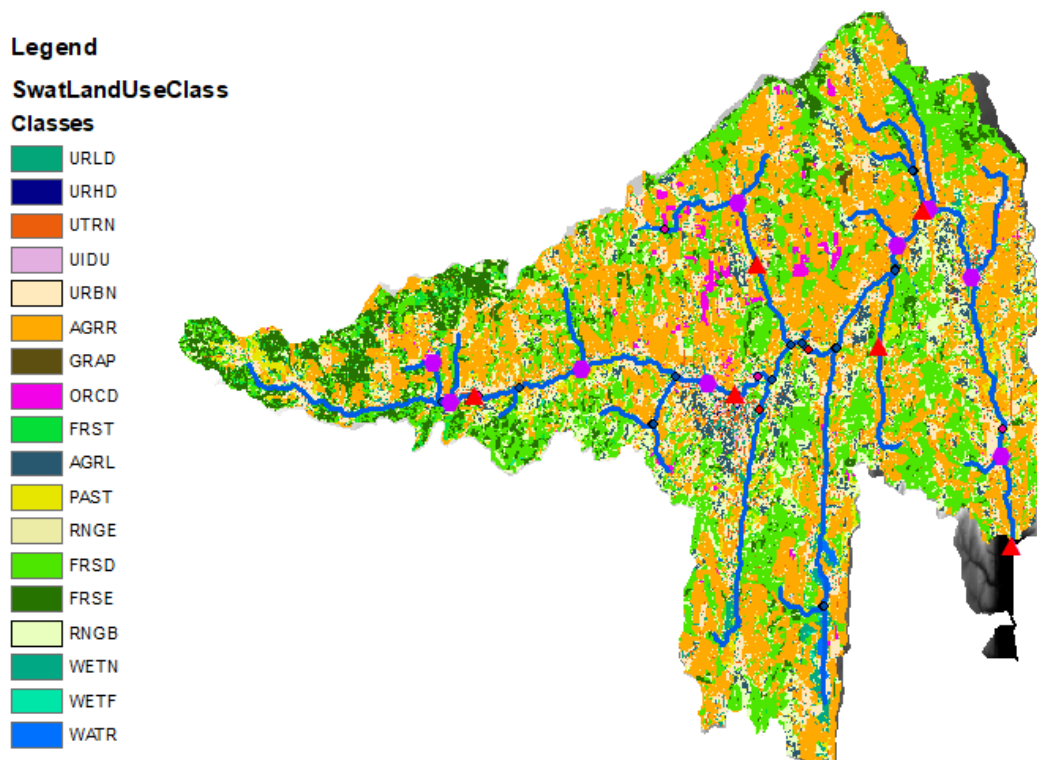 Legend
SwatLandUseClass
Classes
URLD
URHD
UTRN
UIDU
URBN
AGRR
GRAP
ORCD
FRST
AGRL
PAST
RNGE
FRSD
FRSE
RNGB
WETN
WETF
WATR